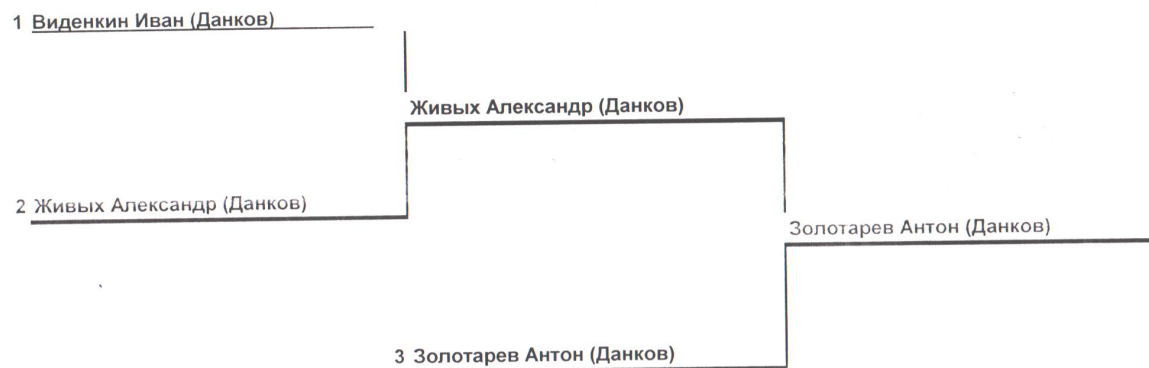 1 Виденкин Иван (Данков)
Живых Александр (Данков)
2 Живых Александр (Данков)
Золотарев Антон (Данков)
3 Золотарев Антон (Данков)